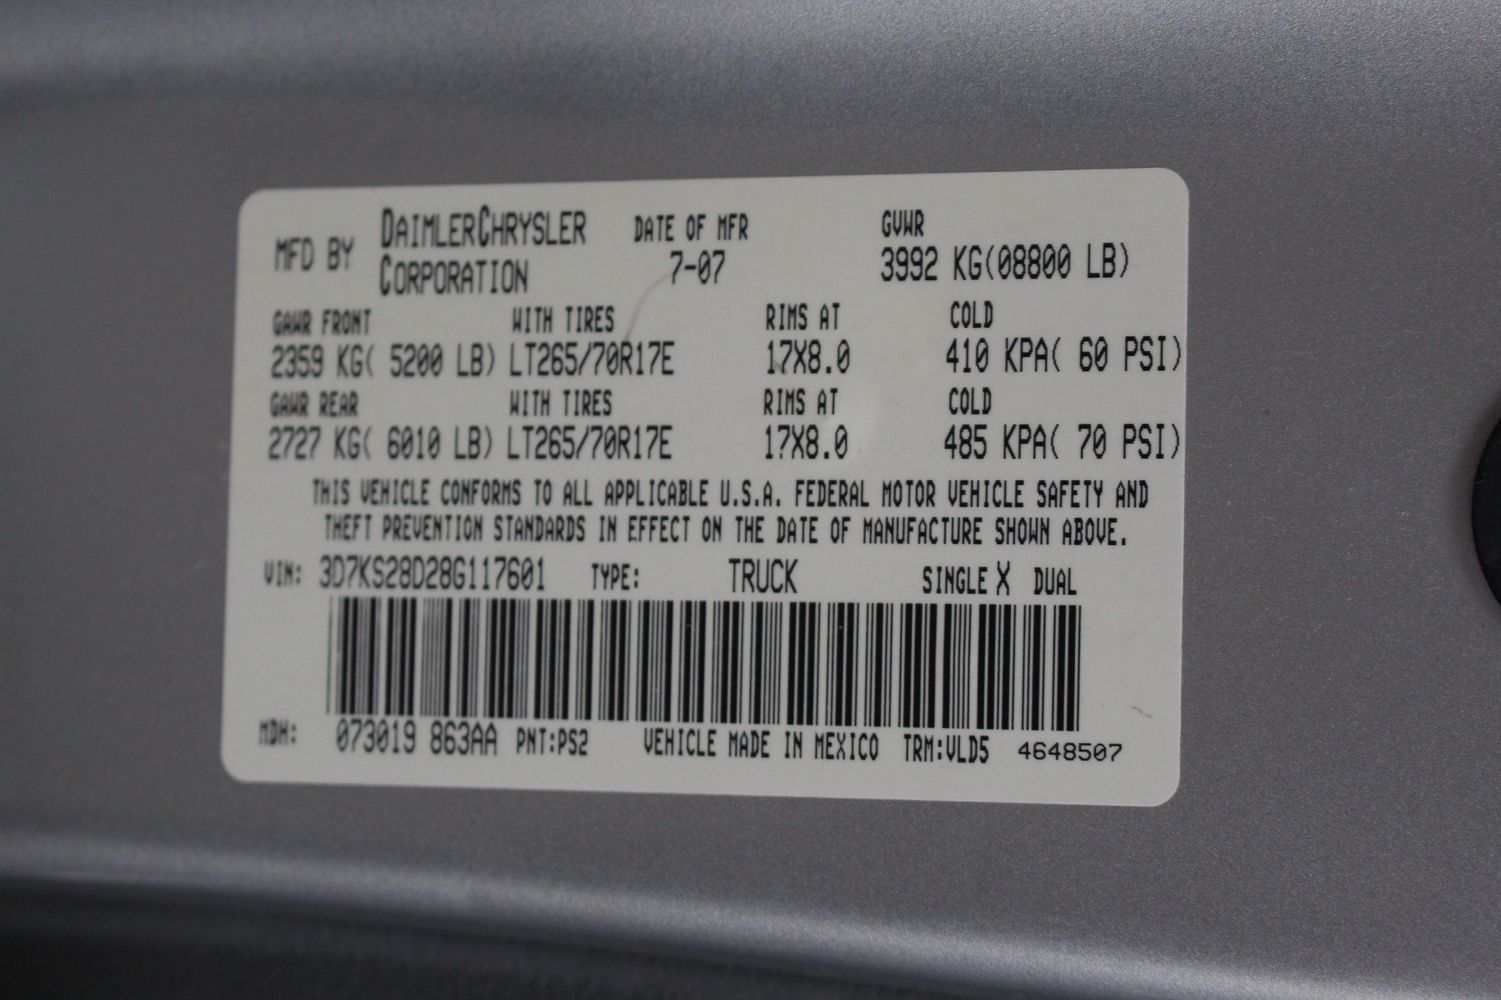 MFD BY DAIMLERCHRYSLER CORPORATION DATE OF MFR 7-07 GVWR 3992 KG(08800 LB)
GAWR FRONT WITH TIRES RIMS AT COLD
2359 KG( 5200 LB) LT265/70R17E 17X8.0 410 KPA( 60 PSI)
GAWR REAR WITH TIRES RIMS AT COLD
2727 KG( 6010 LB) LT265/70R17E 17X8.0 485 KPA( 70 PSI)
THIS VEHICLE CONFORMS TO ALL APPLICABLE U.S.A. FEDERAL MOTOR VEHICLE SAFETY AND
THEFT PREVENTION STANDARDS IN EFFECT ON THE DATE OF MANUFACTURE SHOWN ABOVE.
VIN: 3D7KS28D28G117601 TYPE: TRUCK SINGLE X DUAL
MDH: 073019 863AA PNT:PS2 VEHICLE MADE IN MEXICO TRM:VLD5 4648507